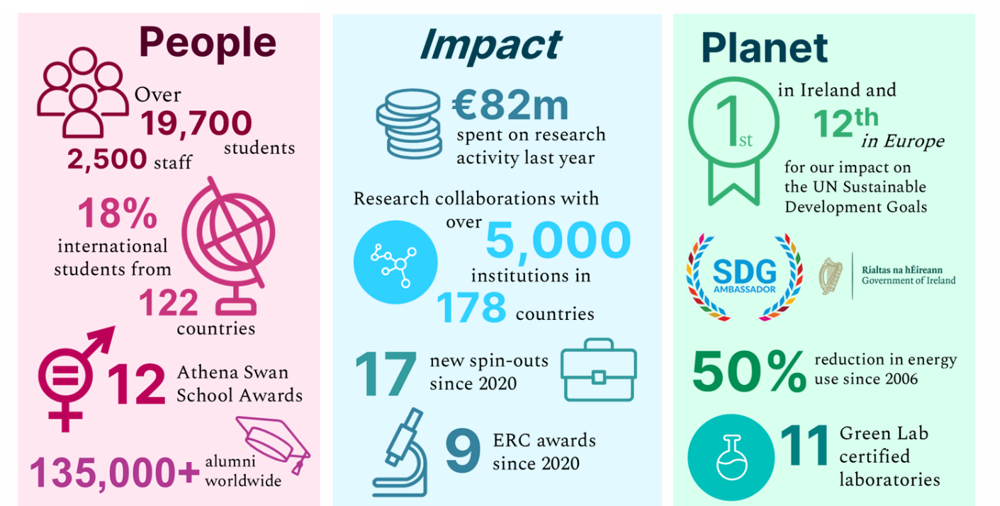 People
Over
19,700
students
2,500 staff
18%
international
students from
122
countries
12 Athena Swan
School Awards
135,000+ alumni
worldwide
Impact
€82m
spent on research
activity last year
Research collaborations with
over 5,000
institutions in
178 countries
17 new spin-outs
since 2020
9 ERC awards
since 2020
Planet
1st
in Ireland and
12th
in Europe
for our impact on
the UN Sustainable
Development Goals
SDG
AMBASSADOR
Rialtas na hÉireann
Government of Ireland
50% reduction in energy
use since 2006
11 Green Lab
certified
laboratories